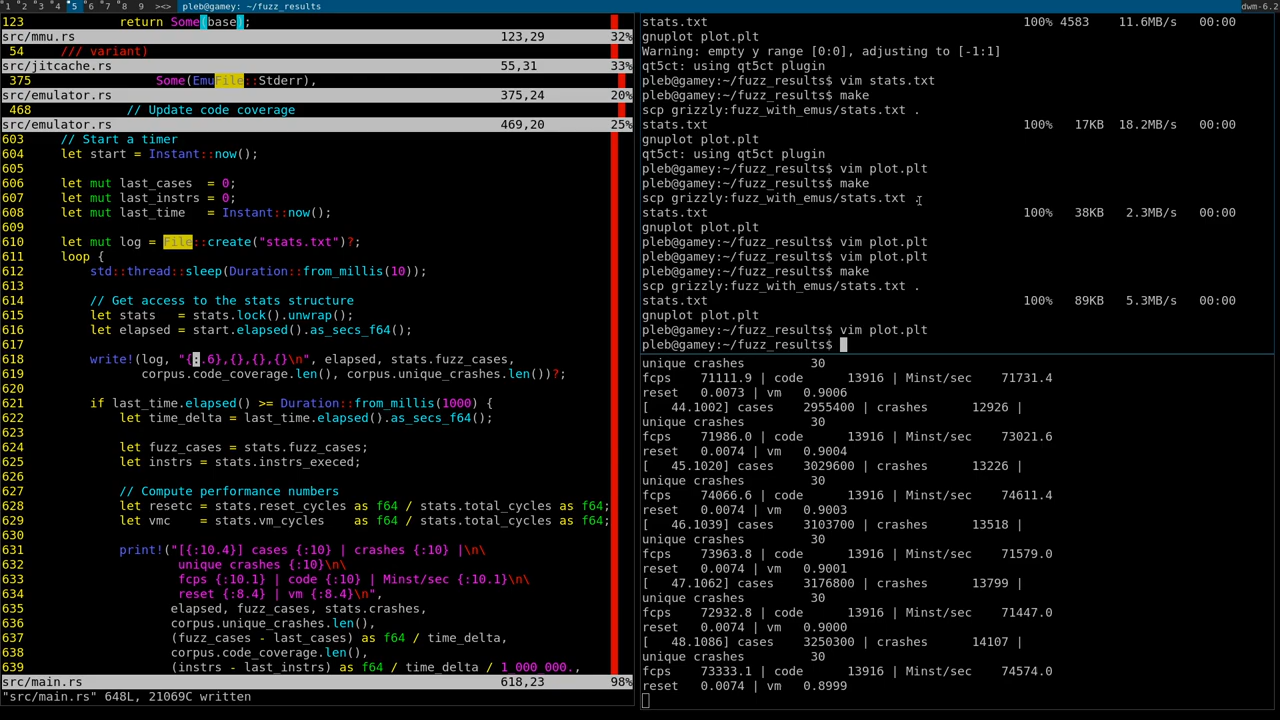 1 2 3 4 5 6 7 8 9 ><> pleb@gamey: ~/fuzz_results dwm-6.2
123 return Some(base);
src/mmu.rs 123,29 32%
54 /// variant)
src/jitcache.rs 55,31 33%
375 Some(EmuFile::Stderr),
src/emulator.rs 375,24 20%
468 // Update code coverage
src/emulator.rs 469,20 25%
603 // Start a timer
604 let start = Instant::now();
605
606 let mut last_cases = 0;
607 let mut last_instrs = 0;
608 let mut last_time = Instant::now();
609
610 let mut log = File::create("stats.txt")?;
611 loop {
612 std::thread::sleep(Duration::from_millis(10));
613
614 // Get access to the stats structure
615 let stats = stats.lock().unwrap();
616 let elapsed = start.elapsed().as_secs_f64();
617
618 write!(log, "{:.6},{},{},{}\n", elapsed, stats.fuzz_cases,
619 corpus.code_coverage.len(), corpus.unique_crashes.len())?;
620
621 if last_time.elapsed() >= Duration::from_millis(1000) {
622 let time_delta = last_time.elapsed().as_secs_f64();
623
624 let fuzz_cases = stats.fuzz_cases;
625 let instrs = stats.instrs_execed;
626
627 // Compute performance numbers
628 let resetc = stats.reset_cycles as f64 / stats.total_cycles as f64;
629 let vmc = stats.vm_cycles as f64 / stats.total_cycles as f64;
630
631 print!("[{:10.4}] cases {:10} | crashes {:10} |\n\
632 unique crashes {:10}\n\
633 fcps {:10.1} | code {:10} | Minst/sec {:10.1}\n\
634 reset {:8.4} | vm {:8.4}\n",
635 elapsed, fuzz_cases, stats.crashes,
636 corpus.unique_crashes.len(),
637 (fuzz_cases - last_cases) as f64 / time_delta,
638 corpus.code_coverage.len(),
639 (instrs - last_instrs) as f64 / time_delta / 1_000_000.,
src/main.rs 618,23 98%
"src/main.rs" 648L, 21069C written
stats.txt 100% 4583 11.6MB/s 00:00
gnuplot plot.plt
Warning: empty y range [0:0], adjusting to [-1:1]
qt5ct: using qt5ct plugin
pleb@gamey:~/fuzz_results$ vim stats.txt
pleb@gamey:~/fuzz_results$ make
scp grizzly:fuzz_with_emus/stats.txt .
stats.txt 100% 17KB 18.2MB/s 00:00
gnuplot plot.plt
qt5ct: using qt5ct plugin
pleb@gamey:~/fuzz_results$ vim plot.plt
pleb@gamey:~/fuzz_results$ make
scp grizzly:fuzz_with_emus/stats.txt .
stats.txt 100% 38KB 2.3MB/s 00:00
gnuplot plot.plt
pleb@gamey:~/fuzz_results$ vim plot.plt
pleb@gamey:~/fuzz_results$ vim plot.plt
pleb@gamey:~/fuzz_results$ make
scp grizzly:fuzz_with_emus/stats.txt .
stats.txt 100% 89KB 5.3MB/s 00:00
gnuplot plot.plt
pleb@gamey:~/fuzz_results$ vim plot.plt
pleb@gamey:~/fuzz_results$
unique crashes 30
fcps 71111.9 | code 13916 | Minst/sec 71731.4
reset 0.0073 | vm 0.9006
[ 44.1002] cases 2955400 | crashes 12926 |
unique crashes 30
fcps 71986.0 | code 13916 | Minst/sec 73021.6
reset 0.0074 | vm 0.9004
[ 45.1020] cases 3029600 | crashes 13226 |
unique crashes 30
fcps 74066.6 | code 13916 | Minst/sec 74611.4
reset 0.0074 | vm 0.9003
[ 46.1039] cases 3103700 | crashes 13518 |
unique crashes 30
fcps 73963.8 | code 13916 | Minst/sec 71579.0
reset 0.0074 | vm 0.9001
[ 47.1062] cases 3176800 | crashes 13799 |
unique crashes 30
fcps 72932.8 | code 13916 | Minst/sec 71447.0
reset 0.0074 | vm 0.9000
[ 48.1086] cases 3250300 | crashes 14107 |
unique crashes 30
fcps 73333.1 | code 13916 | Minst/sec 74574.0
reset 0.0074 | vm 0.8999